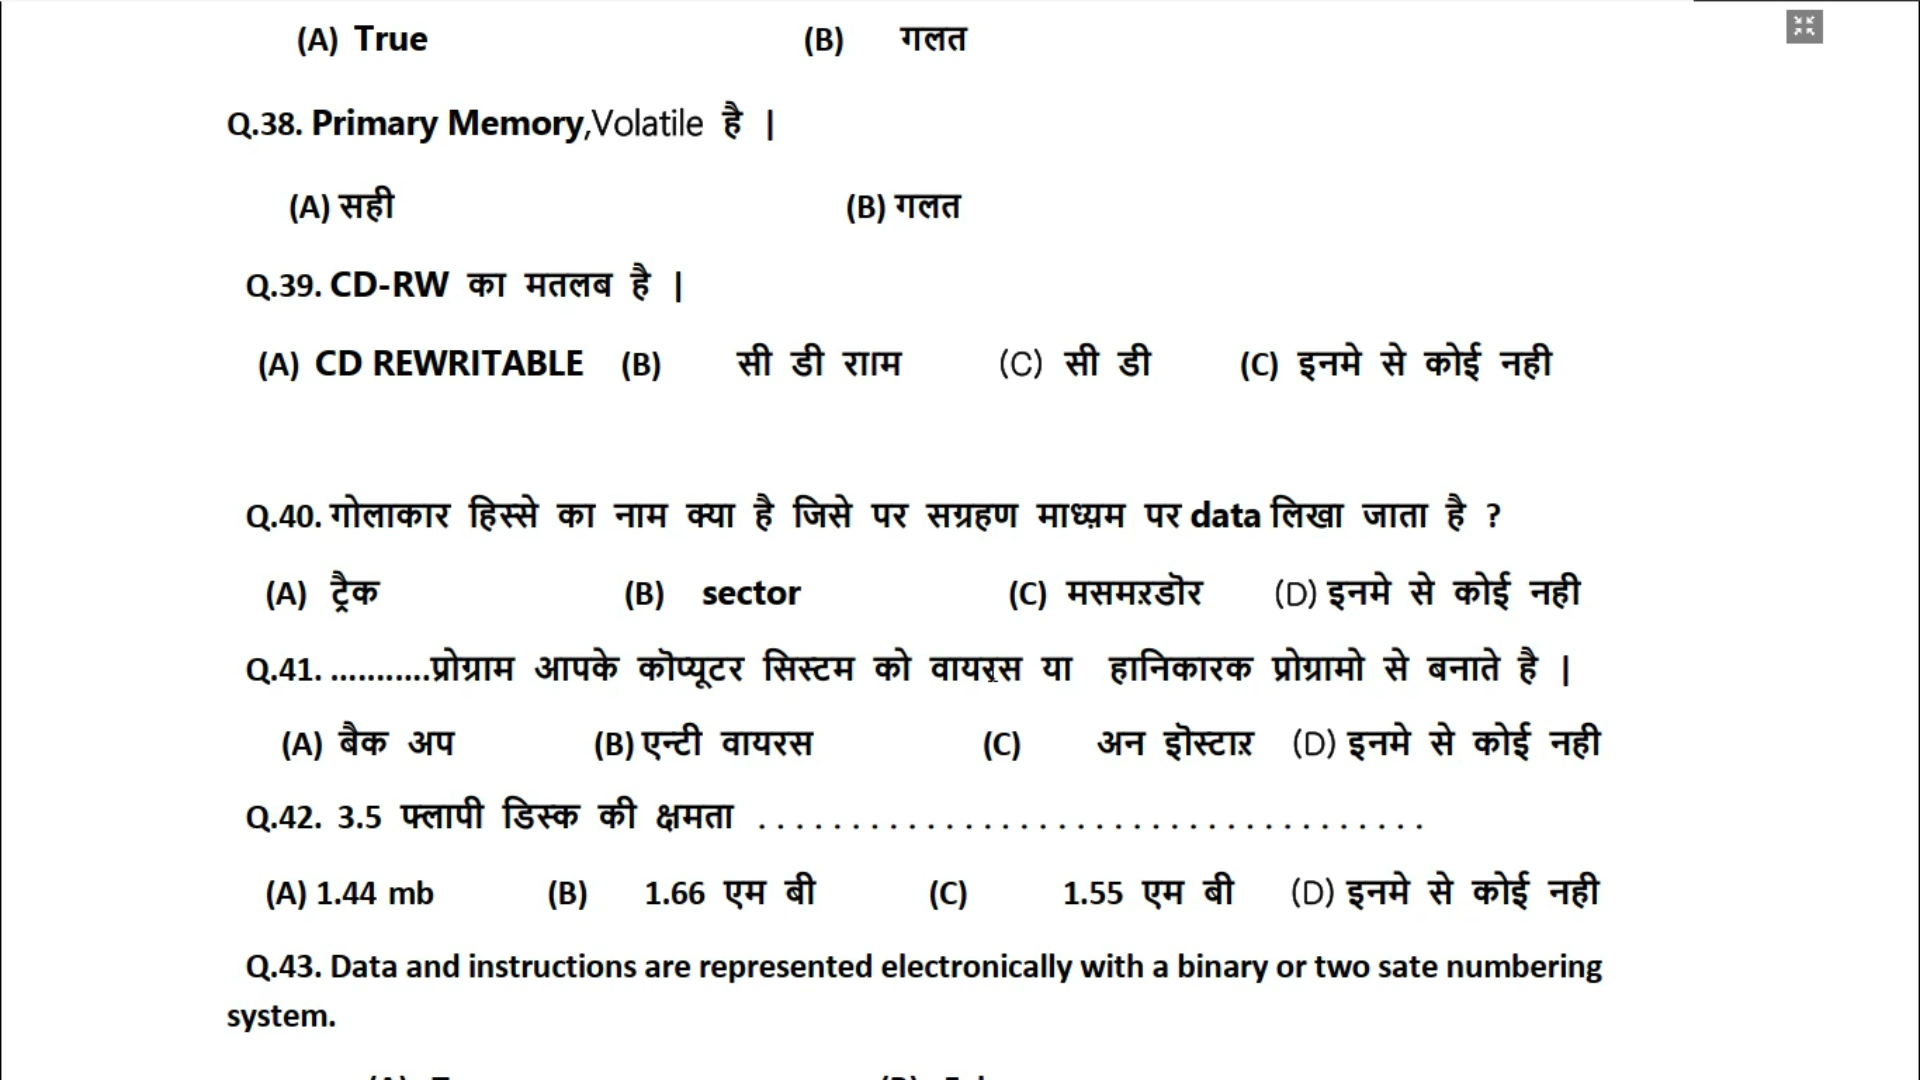 (A) True (B) गलत
Q.38. Primary Memory,Volatile है |
(A) सही (B) गलत
Q.39. CD-RW का मतलब है |
(A) CD REWRITABLE (B) सी डी राम (C) सी डी (C) इनमे से कोई नही
Q.40. गोलाकार हिस्से का नाम क्या है जिसे पर सग्रहण माध्य़म पर data लिखा जाता है ?
(A) ट्रैक (B) sector (C) मसमऱडॊर (D) इनमे से कोई नही
Q.41. ...........प्रोग्राम आपके कॊप्यूटर सिस्टम को वायरस या हानिकारक प्रोग्रामो से बनाते है |
(A) बैक अप (B) एन्टी वायरस (C) अन इॊस्टाऱ (D) इनमे से कोई नही
Q.42. 3.5 फ्लापी डिस्क की क्षमता . . . . . . . . . . . . . . . . . . . . . . . . . . . . . . . . . . . .
(A) 1.44 mb (B) 1.66 एम बी (C) 1.55 एम बी (D) इनमे से कोई नही
Q.43. Data and instructions are represented electronically with a binary or two sate numbering
system.